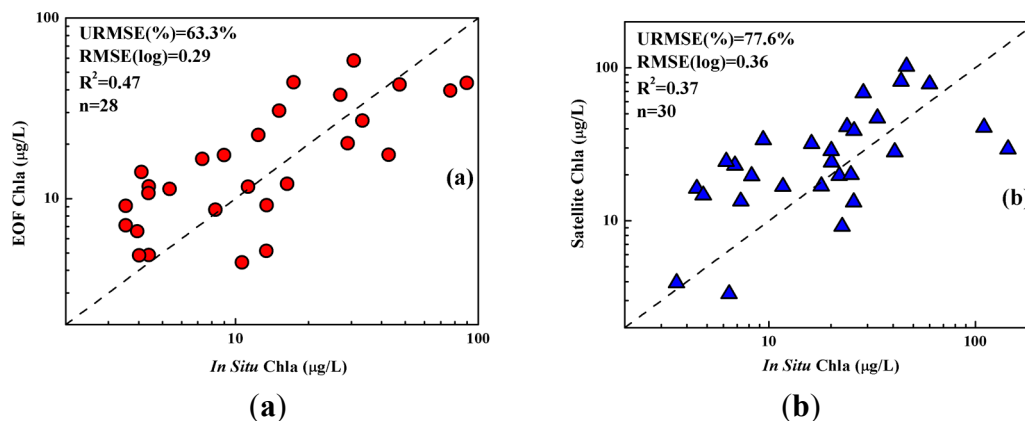 100
10
EOF Chla (μg/L)
URMSE(%)=63.3%
RMSE(log)=0.29
R²=0.47
n=28
(a)
10
100
In Situ Chla (μg/L)
(a)
100
10
Satellite Chla (μg/L)
URMSE(%)=77.6%
RMSE(log)=0.36
R²=0.37
n=30
(b)
10
100
In Situ Chla (μg/L)
(b)